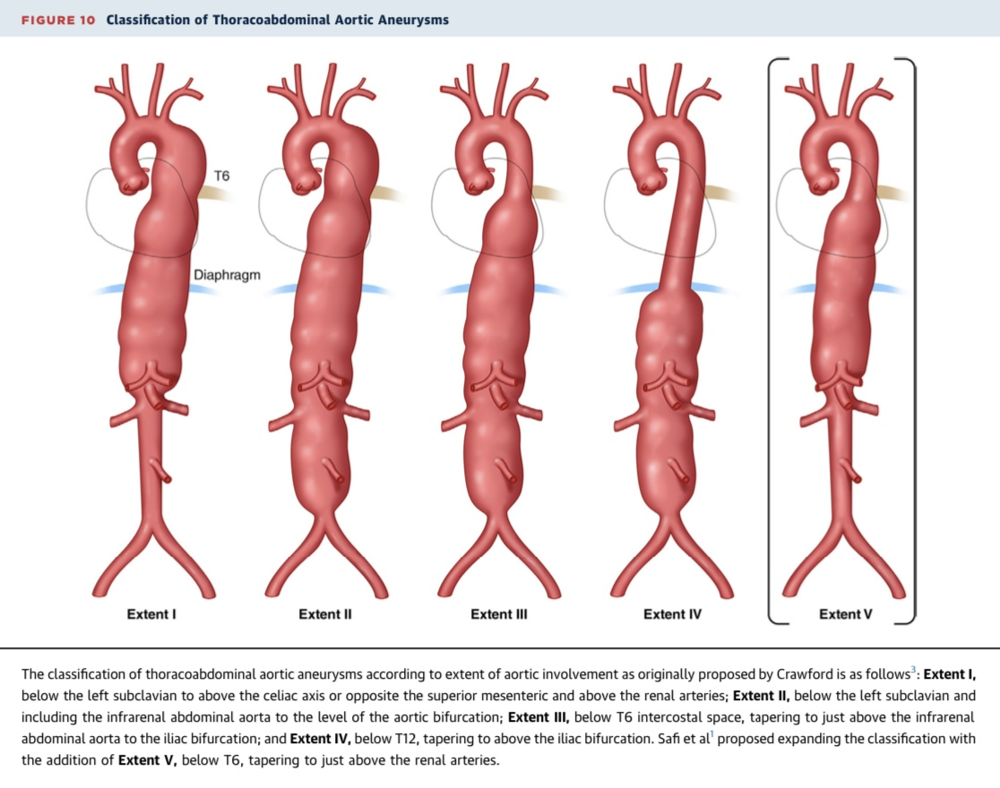 FIGURE 10 Classification of Thoracoabdominal Aortic Aneurysms
T6
Diaphragm
Extent I
Extent II
Extent III
Extent IV
Extent V
The classification of thoracoabdominal aortic aneurysms according to extent of aortic involvement as originally proposed by Crawford is as follows³: Extent I,
below the left subclavian to above the celiac axis or opposite the superior mesenteric and above the renal arteries; Extent II, below the left subclavian and
including the infrarenal abdominal aorta to the level of the aortic bifurcation; Extent III, below T6 intercostal space, tapering to just above the infrarenal
abdominal aorta to the iliac bifurcation; and Extent IV, below T12, tapering to above the iliac bifurcation. Safi et al¹ proposed expanding the classification with
the addition of Extent V, below T6, tapering to just above the renal arteries.